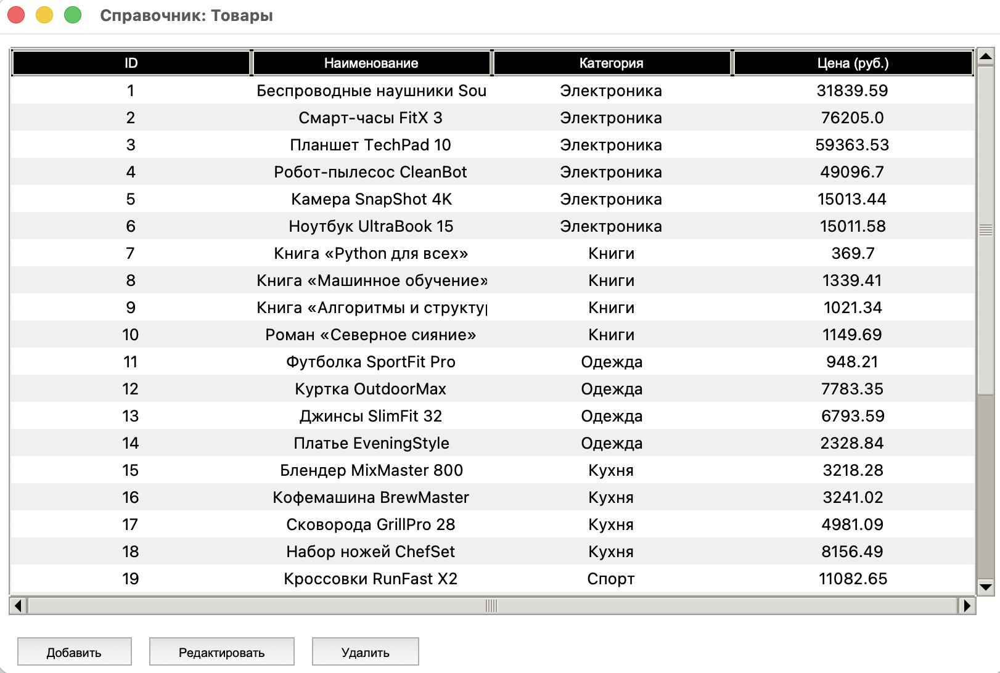 Справочник: Товары
ID Наименование Категория Цена (руб.)
1 Беспроводные наушники Sou Электроника 31839.59
2 Смарт-часы FitX 3 Электроника 76205.0
3 Планшет TechPad 10 Электроника 59363.53
4 Робот-пылесос CleanBot Электроника 49096.7
5 Камера SnapShot 4K Электроника 15013.44
6 Ноутбук UltraBook 15 Электроника 15011.58
7 Книга «Python для всех» Книги 369.7
8 Книга «Машинное обучение» Книги 1339.41
9 Книга «Алгоритмы и структур Книги 1021.34
10 Роман «Северное сияние» Книги 1149.69
11 Футболка SportFit Pro Одежда 948.21
12 Куртка OutdoorMax Одежда 7783.35
13 Джинсы SlimFit 32 Одежда 6793.59
14 Платье EveningStyle Одежда 2328.84
15 Блендер MixMaster 800 Кухня 3218.28
16 Кофемашина BrewMaster Кухня 3241.02
17 Сковорода GrillPro 28 Кухня 4981.09
18 Набор ножей ChefSet Кухня 8156.49
19 Кроссовки RunFast X2 Спорт 11082.65
Добавить Редактировать Удалить